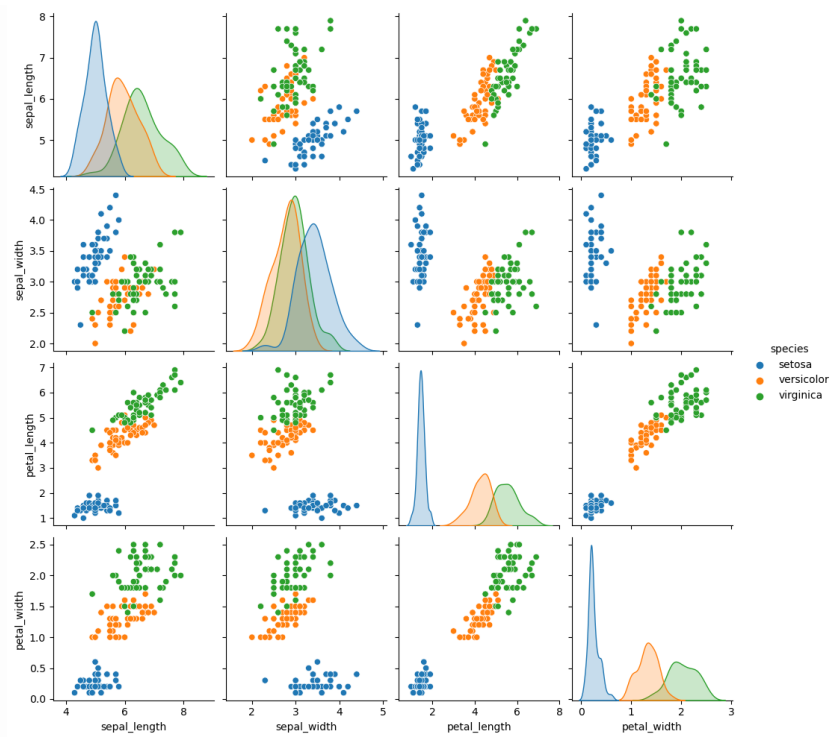 8
7
6
5
sepal_length
4.5
4.0
3.5
3.0
2.5
2.0
sepal_width
7
6
5
4
3
2
1
petal_length
2.5
2.0
1.5
1.0
0.5
0.0
petal_width
4 6 8
sepal_length
2 3 4 5
sepal_width
2 4 6 8
petal_length
0 1 2 3
petal_width
species
setosa
versicolor
virginica